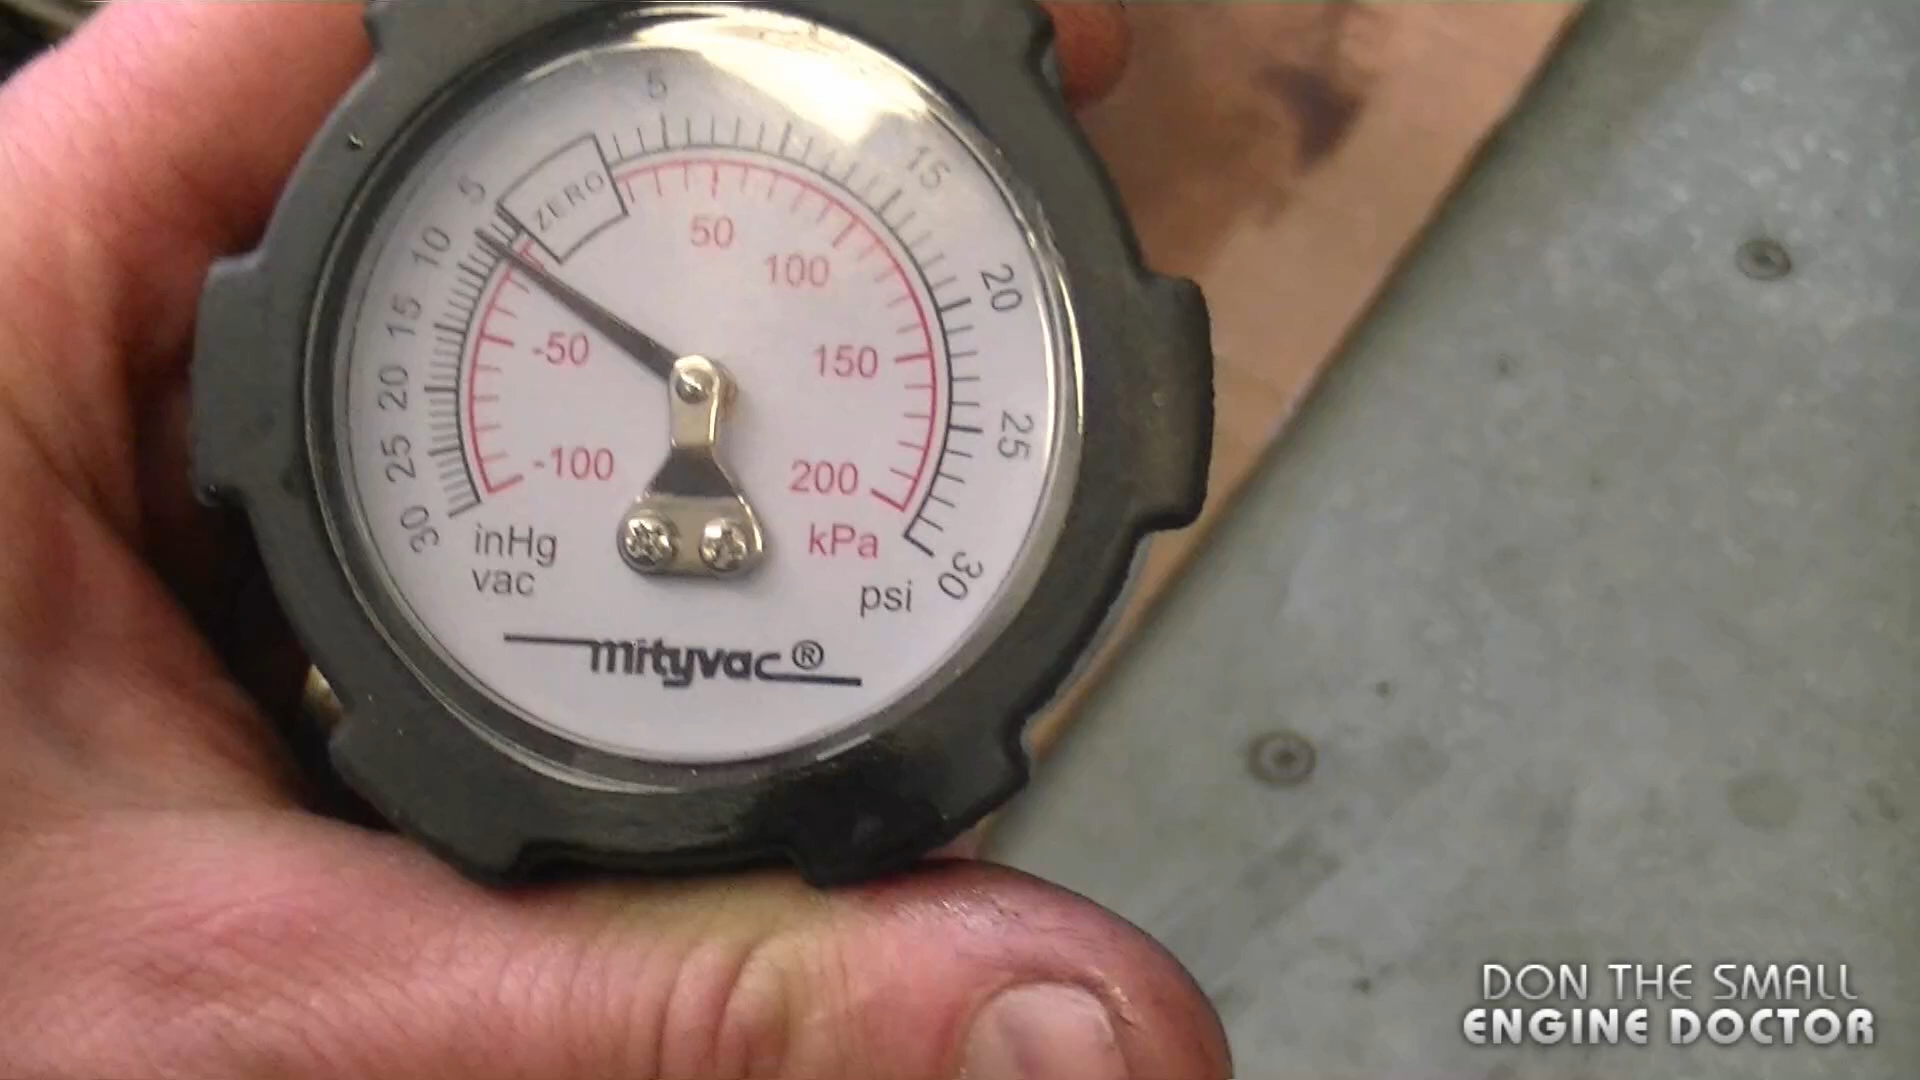 5
ZERO
5
10
15
20
25
30
15
20
25
30
50
100
150
200
-50
-100
inHg
vac
kPa
psi
mityvac®
DON THE SMALL
ENGINE DOCTOR